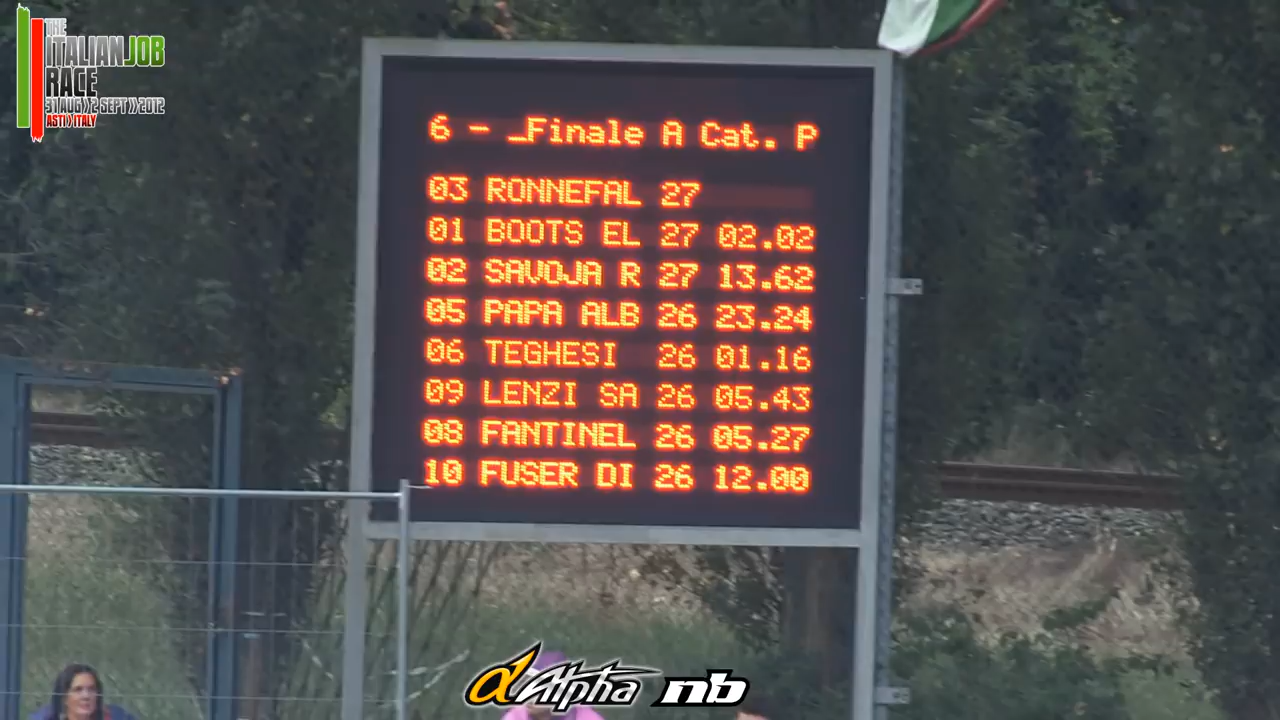 THE
ITALIANJOB
RACE
31 AUG>>2 SEPT>>2012
ASTI>ITALY
6 - _Finale A Cat. P
03 RONNEFAL 27
01 BOOTS EL 27 02.02
02 SAVOJA R 27 13.62
05 PAPA ALB 26 23.24
06 TEGHESI 26 01.16
09 LENZI SA 26 05.43
08 FANTINEL 26 05.27
10 FUSER DI 26 12.00
Alpha nb